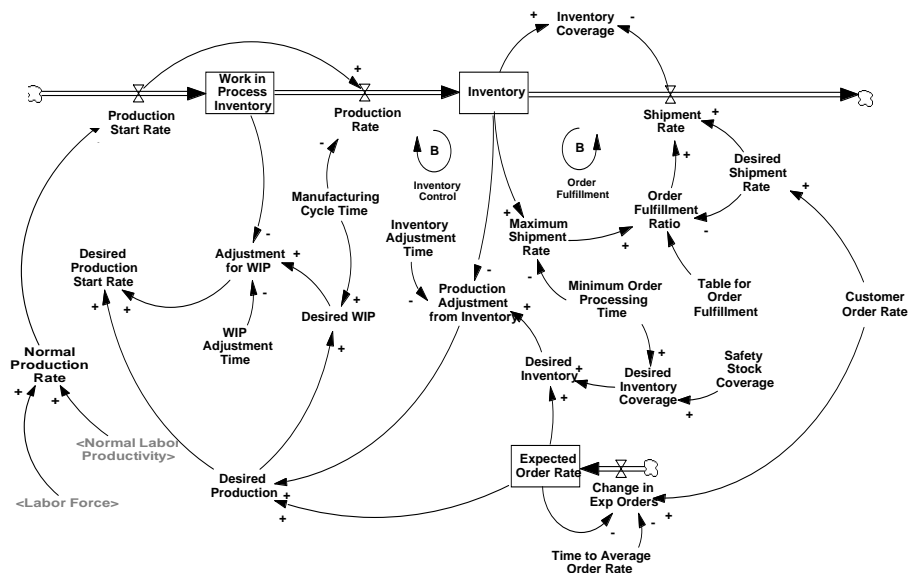 Inventory
Coverage
+
-
Work in
Process
Inventory
Inventory
+
+
Production
Start Rate
Production
Rate
Shipment
Rate
+
+
-
B
Inventory
Control
B
Order
Fulfillment
Desired
Shipment
Rate
+
Manufacturing
Cycle Time
Inventory
Adjustment
Time
+
Maximum
Shipment
Rate
+
Order
Fulfillment
Ratio
-
Desired
Production
Start Rate
+
+
Adjustment
for WIP
-
+
-
WIP
Adjustment
Time
Desired WIP
+
+
-
-
Production
Adjustment
from Inventory
+
-
Minimum Order
Processing
Time
Table for
Order
Fulfillment
Customer
Order Rate
Normal
Production
Rate
+
+
Desired
Inventory
+
+
Desired
Inventory
Coverage
+
+
Safety
Stock
Coverage
<Normal Labor
Productivity>
<Labor Force>
Desired
Production
+
+
Expected
Order Rate
Change in
Exp Orders
+
-
-
Time to Average
Order Rate